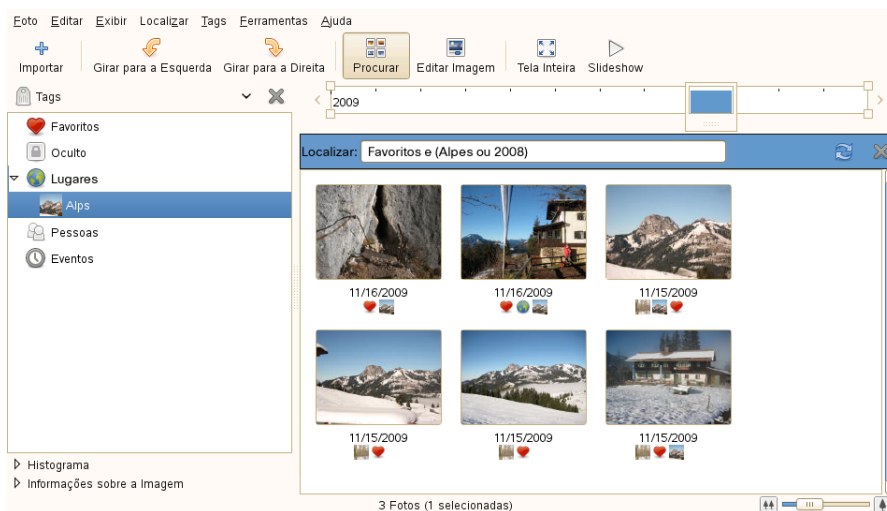 Foto Editar Exibir Localizar Tags Ferramentas Ajuda
Importar Girar para a Esquerda Girar para a Direita Procurar Editar Imagem Tela Inteira Slideshow
Tags
2009
Favoritos
Oculto
Lugares
Alps
Pessoas
Eventos
Localizar: Favoritos e (Alpes ou 2008)
11/16/2009 11/16/2009 11/15/2009
11/15/2009 11/15/2009 11/15/2009
Histograma
Informações sobre a Imagem
3 Fotos (1 selecionadas)